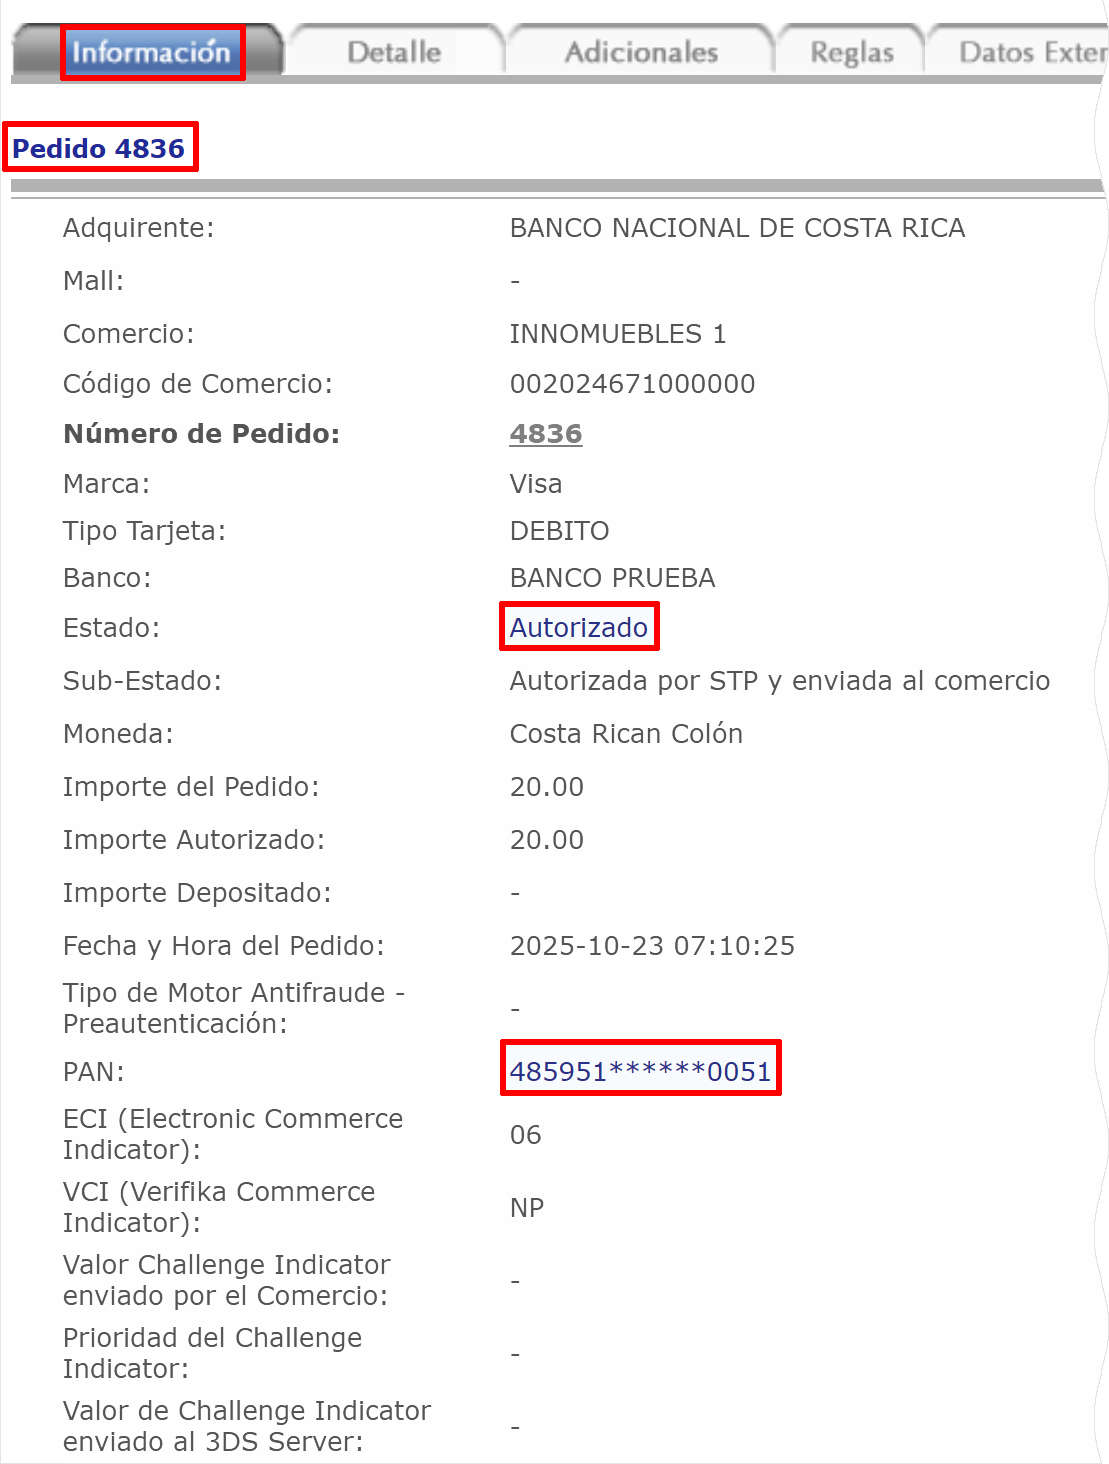 Información Detalle Adicionales Reglas Datos Exter
Pedido 4836
Adquirente: BANCO NACIONAL DE COSTA RICA
Mall: -
Comercio: INNOMUEBLES 1
Código de Comercio: 002024671000000
Número de Pedido: 4836
Marca: Visa
Tipo Tarjeta: DEBITO
Banco: BANCO PRUEBA
Estado: Autorizado
Sub-Estado: Autorizada por STP y enviada al comercio
Moneda: Costa Rican Colón
Importe del Pedido: 20.00
Importe Autorizado: 20.00
Importe Depositado: -
Fecha y Hora del Pedido: 2025-10-23 07:10:25
Tipo de Motor Antifraude -
Preautenticación: -
PAN: 485951******0051
ECI (Electronic Commerce
Indicator): 06
VCI (Verifika Commerce
Indicator): NP
Valor Challenge Indicator
enviado por el Comercio: -
Prioridad del Challenge
Indicator: -
Valor de Challenge Indicator
enviado al 3DS Server: -